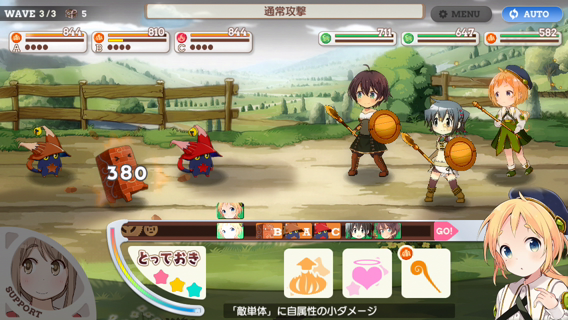 WAVE 3/3 5
通常攻撃
MENU
AUTO
844
810
844
711
647
582
A
B
C
380
B A C
GO!
とっておき
SUPPORT
「敵単体」に自属性の小ダメージ